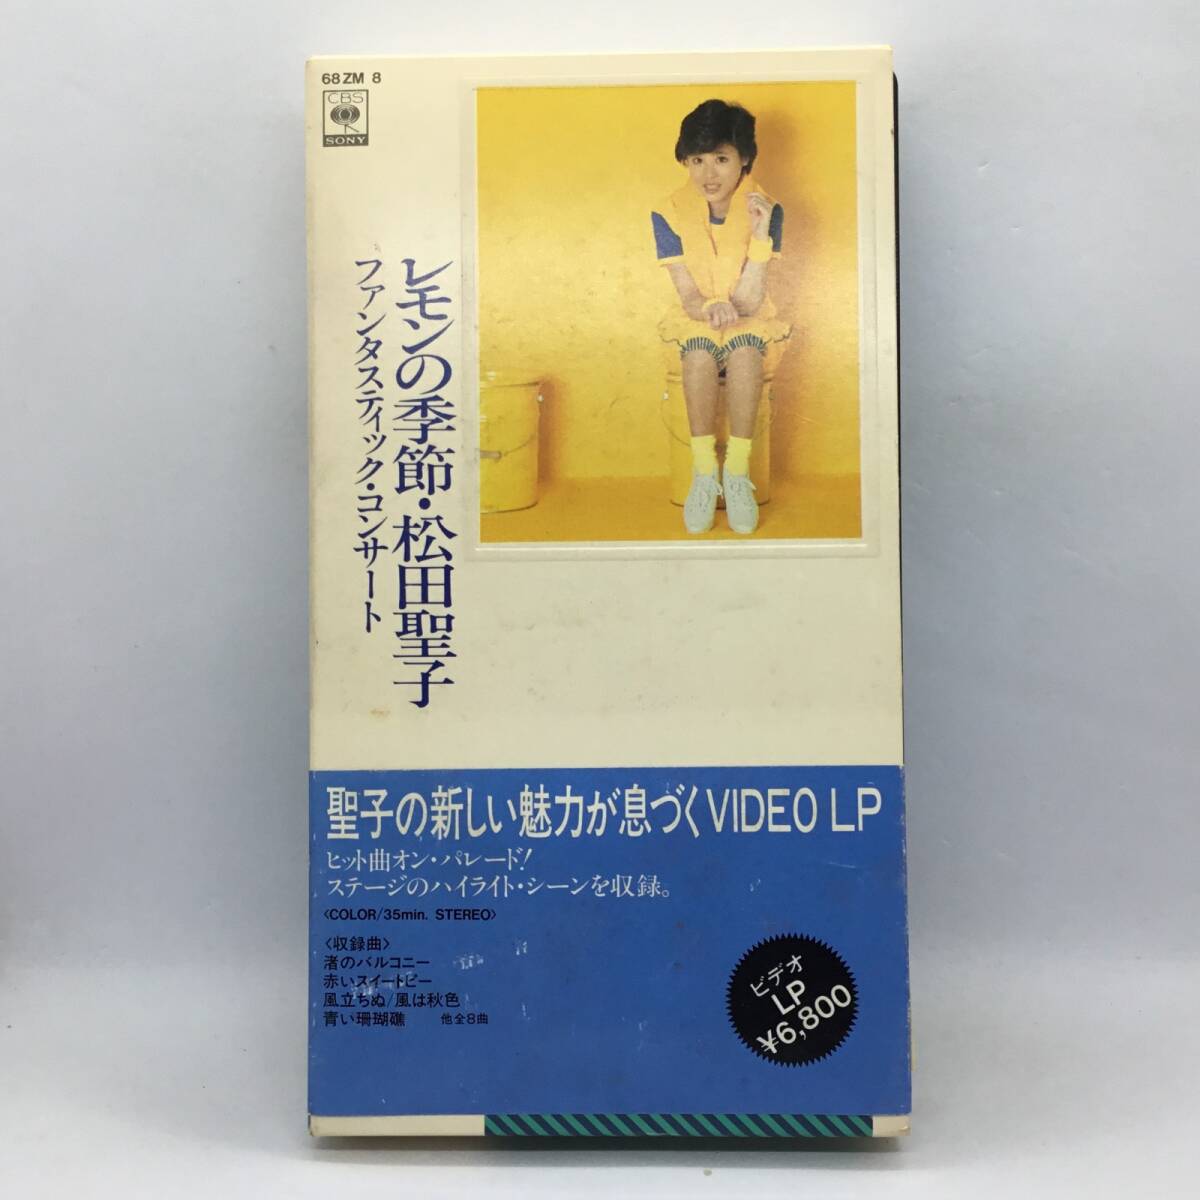 68ZM 8
CBS
SONY
レモンの季節・松田聖子
ファンタスティック・コンサート
聖子の新しい魅力が息づくVIDEO LP
ヒット曲オン・パレード!
ステージのハイライト・シーンを収録。
〈COLOR/35min. STEREO〉
〈収録曲〉
渚のバルコニー
赤いスイートピー
風立ちぬ/風は秋色
青い珊瑚礁 他全8曲
ビデオ
LP
¥6,800